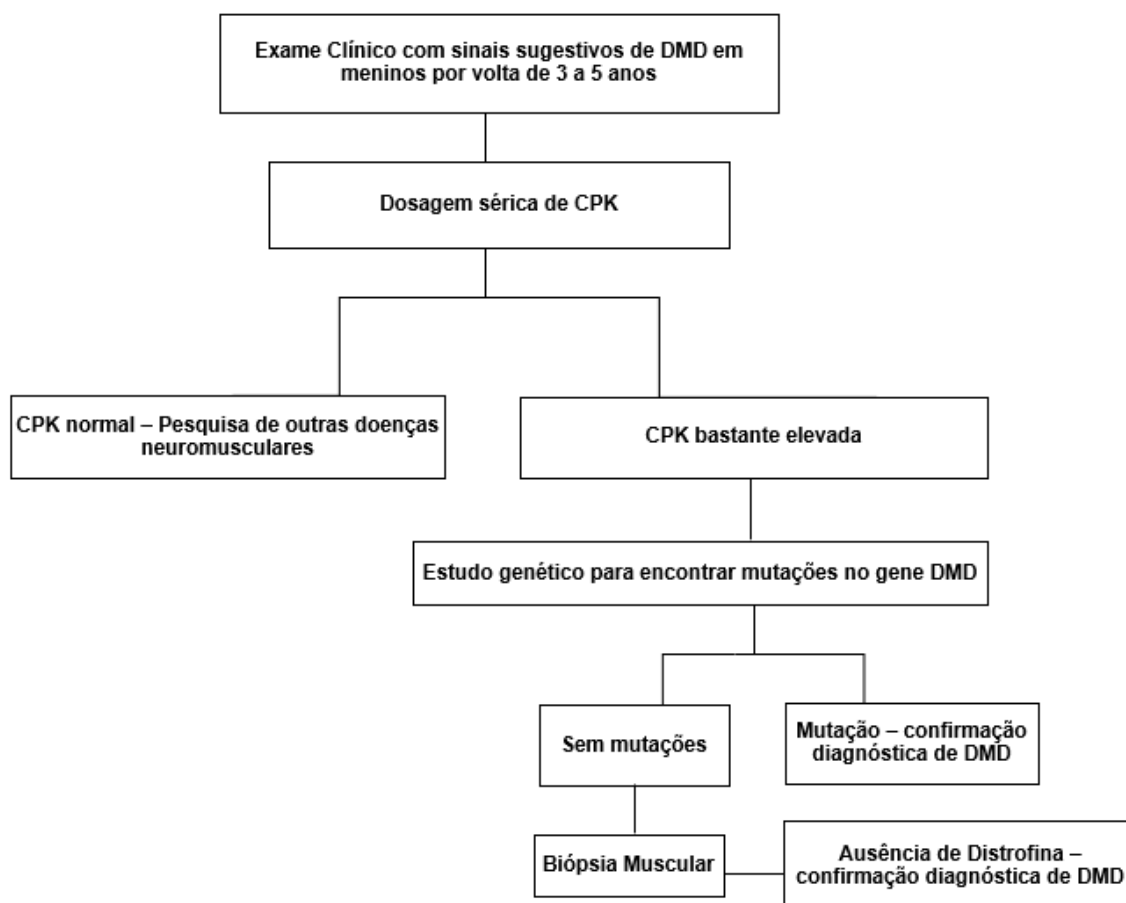 Exame Clínico com sinais sugestivos de DMD em
meninos por volta de 3 a 5 anos
Dosagem sérica de CPK
CPK normal – Pesquisa de outras doenças
neuromusculares
CPK bastante elevada
Estudo genético para encontrar mutações no gene DMD
Sem mutações
Mutação – confirmação
diagnóstica de DMD
Biópsia Muscular
Ausência de Distrofina –
confirmação diagnóstica de DMD